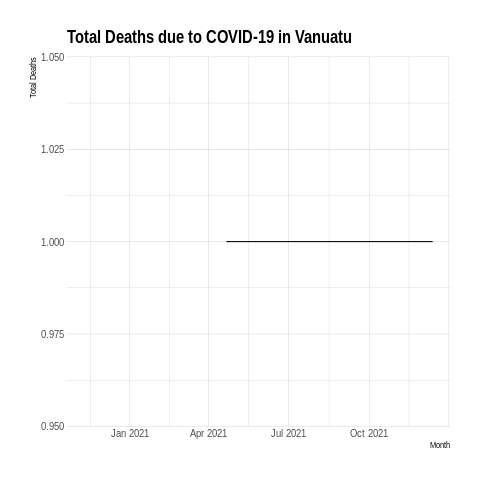 Total Deaths due to COVID-19 in Vanuatu
Total Deaths
1.050
1.025
1.000
0.975
0.950
Jan 2021 Apr 2021 Jul 2021 Oct 2021
Month